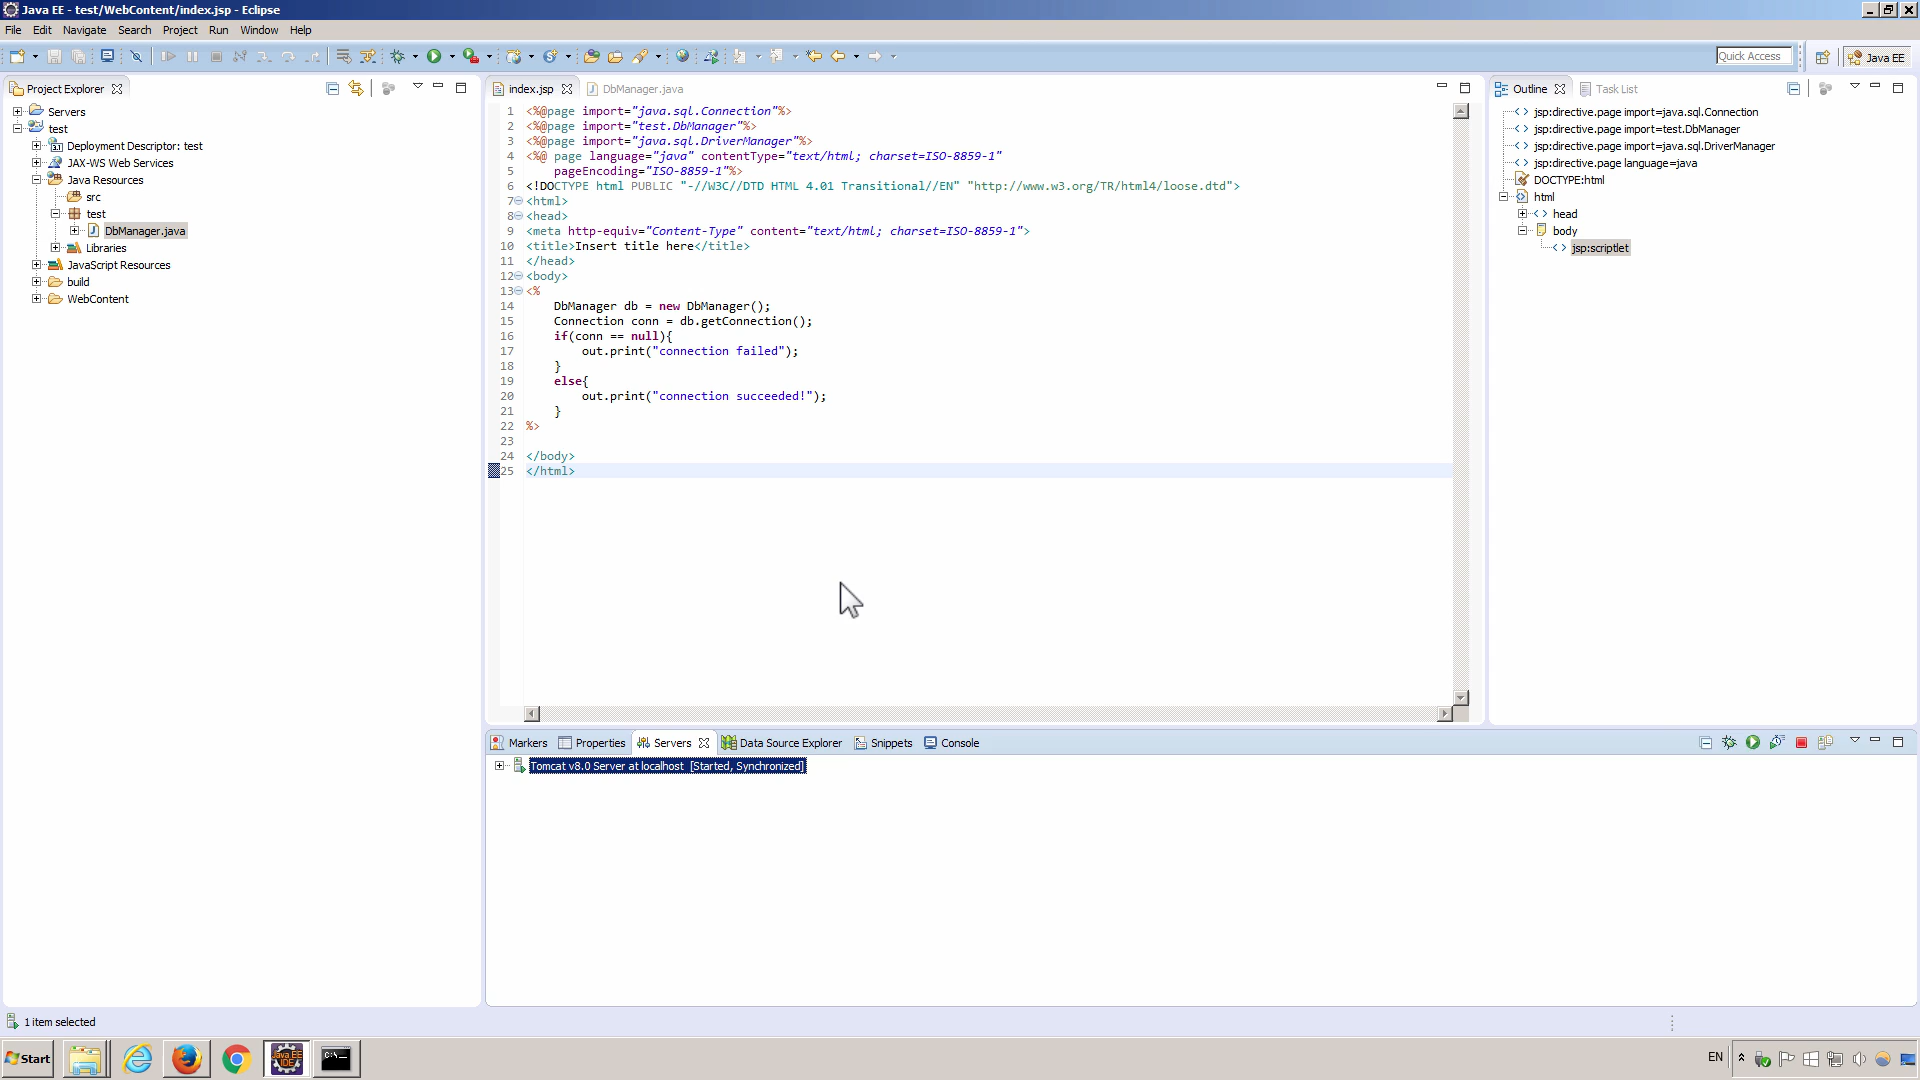 Java EE - test/WebContent/index.jsp - Eclipse
File Edit Navigate Search Project Run Window Help
Quick Access
Java EE
Project Explorer
Servers
test
Deployment Descriptor: test
JAX-WS Web Services
Java Resources
src
test
DbManager.java
Libraries
JavaScript Resources
build
WebContent
index.jsp DbManager.java
1 <%@page import="java.sql.Connection"%>
2 <%@page import="test.DbManager"%>
3 <%@page import="java.sql.DriverManager"%>
4 <%@ page language="java" contentType="text/html; charset=ISO-8859-1"
5 pageEncoding="ISO-8859-1"%>
6 <!DOCTYPE html PUBLIC "-//W3C//DTD HTML 4.01 Transitional//EN" "http://www.w3.org/TR/html4/loose.dtd">
7 <html>
8 <head>
9 <meta http-equiv="Content-Type" content="text/html; charset=ISO-8859-1">
10 <title>Insert title here</title>
11 </head>
12 <body>
13 <%
14 DbManager db = new DbManager();
15 Connection conn = db.getConnection();
16 if(conn == null){
17 out.print("connection failed");
18 }
19 else{
20 out.print("connection succeeded!");
21 }
22 %>
23
24 </body>
25 </html>
Outline Task List
jsp:directive.page import=java.sql.Connection
jsp:directive.page import=test.DbManager
jsp:directive.page import=java.sql.DriverManager
jsp:directive.page language=java
DOCTYPE:html
html
head
body
jsp:scriptlet
Markers Properties Servers Data Source Explorer Snippets Console
Tomcat v8.0 Server at localhost [Started, Synchronized]
1 item selected
Start
Java EE
IDE
C:\
EN